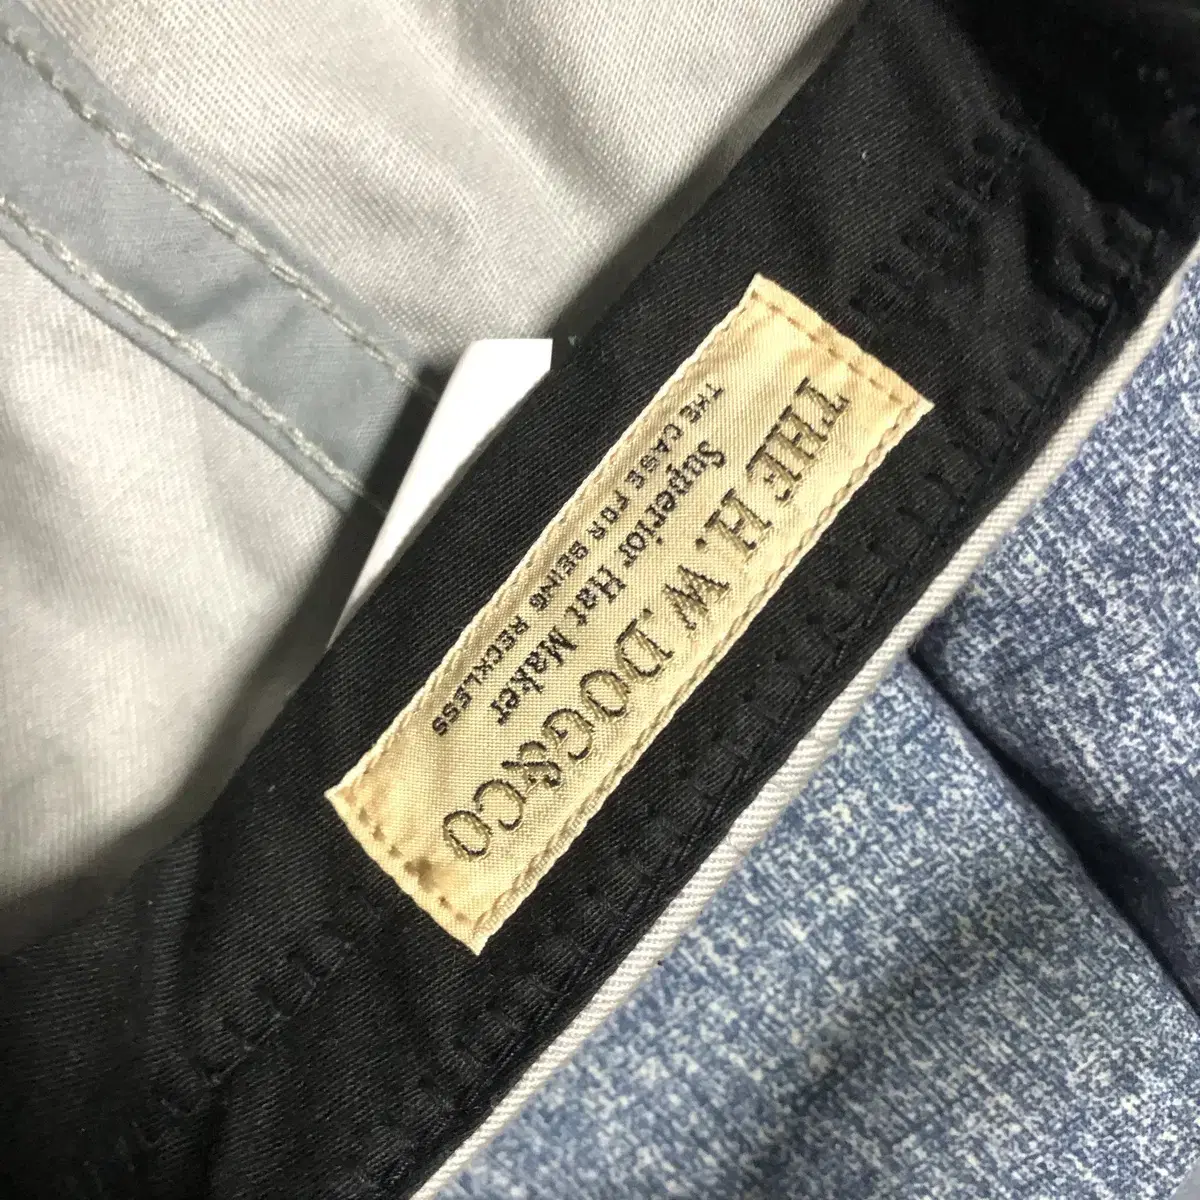 THE H.W.DOG&CO
Superior Hat Maker
THE CASE FOR BEING RECKLESS